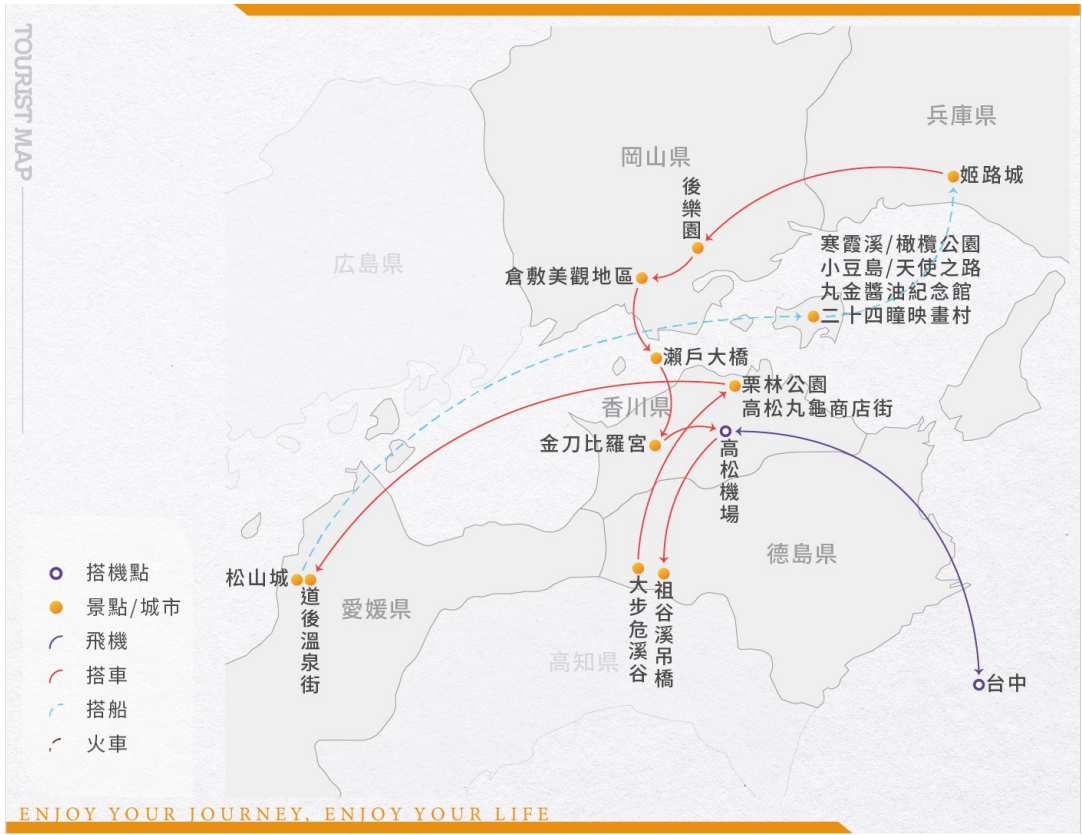 TOURIST MAP
兵庫県
岡山県
姫路城
後樂園
広島県
寒霞溪/橄欖公園
小豆島/天使之路
丸金醬油紀念館
二十四瞳映畫村
倉敷美觀地區
瀨戶大橋
栗林公園
高松丸龜商店街
香川県
金刀比羅宮
高松機場
徳島県
松山城
道後溫泉街
愛媛県
大步危溪谷
祖谷溪吊橋
高知県
台中
搭機點
景點/城市
飛機
搭車
搭船
火車
ENJOY YOUR JOURNEY, ENJOY YOUR LIFE